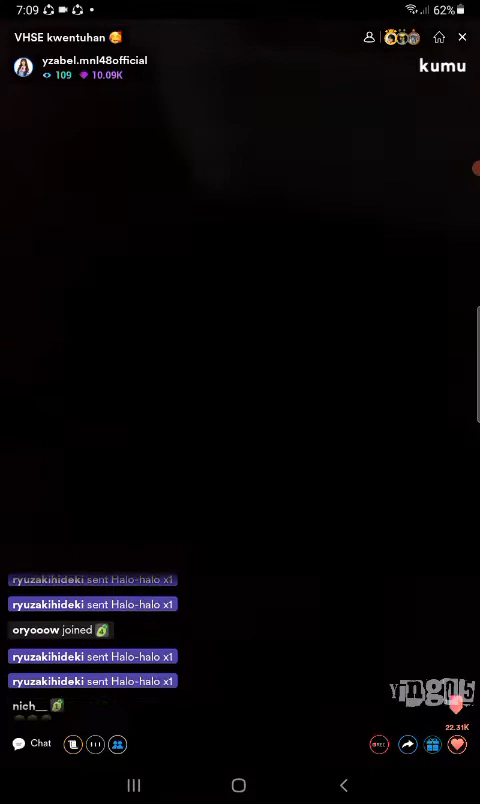 7:09
62%
VHSE kwentuhan 🥰
yzabel.mnl48official
109 10.09K
kumu
ryuzakihideki sent Halo-halo x1
ryuzakihideki sent Halo-halo x1
oryooow joined
ryuzakihideki sent Halo-halo x1
ryuzakihideki sent Halo-halo x1
nich__
22.31K
Chat
REC